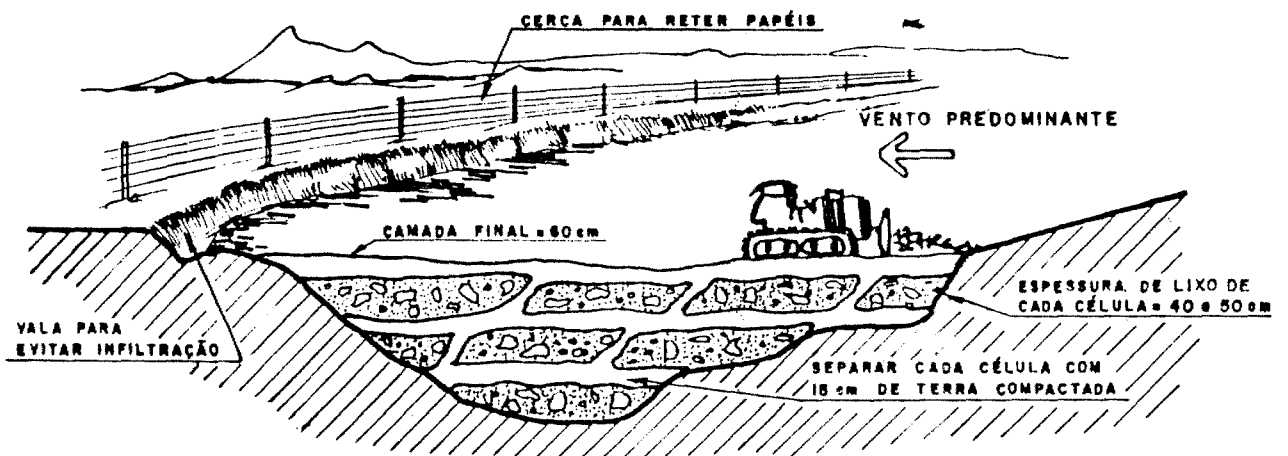 CERCA PARA RETER PAPÉIS
VENTO PREDOMINANTE
CAMADA FINAL = 60 cm
ESPESSURA DE LIXO DE
CADA CÉLULA = 40 a 50 cm
VALA PARA
EVITAR INFILTRAÇÃO
SEPARAR CADA CÉLULA COM
15 cm DE TERRA COMPACTADA